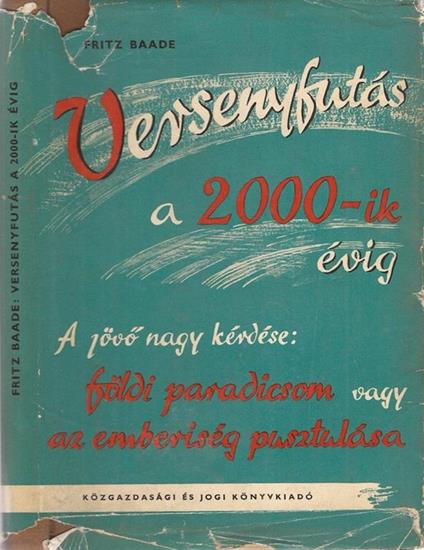 FRITZ BAADE
Versenyfutás
a 2000-ik
évig
A jövő nagy kérdése:
földi paradicsom vagy
az emberiség pusztulása
KÖZGAZDASÁGI ÉS JOGI KÖNYVKIADÓ
FRITZ BAADE: VERSENYFUTÁS A 2000-IK ÉVIG